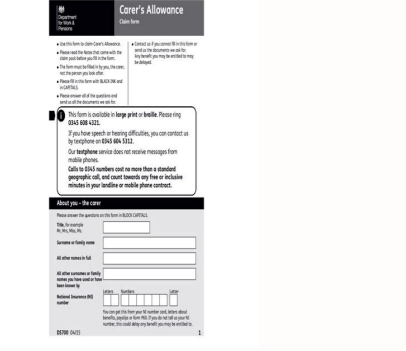 Department
for Work &
Pensions
Carer's Allowance
Claim form
• Use this form to claim Carer's Allowance.
• Please read the Notes that came with the
claim pack before you fill in the form.
• The form must be filled in by you, the carer,
not the person you look after.
• Please fill in this form with BLACK INK and
in CAPITALS.
• Please answer all of the questions and
send us all the documents we ask for.
• Contact us if you cannot fill in this form or
send us the documents we ask for.
Any benefit you may be entitled to may
be delayed.
i
This form is available in large print or braille. Please ring
0345 608 4321.
If you have speech or hearing difficulties, you can contact us
by textphone on 0345 604 5312.
Our textphone service does not receive messages from
mobile phones.
Calls to 0345 numbers cost no more than a standard
geographic call, and count towards any free or inclusive
minutes in your landline or mobile phone contract.
About you – the carer
Please answer the questions on this form in BLOCK CAPITALS.
Title, for example
Mr, Mrs, Miss, Ms.
Surname or family name
All other names in full
All other surnames or family
names you have used or have
been known by
National Insurance (NI)
number
Letters Numbers Letter
You can get this from your NI number card, letters about
benefits, payslips or form P60. If you do not tell us your NI
number, this could delay any benefit you may be entitled to.
DS700 04/15
1